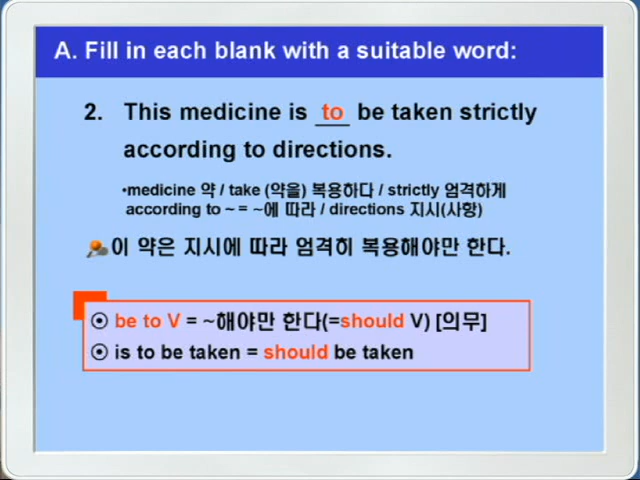 A. Fill in each blank with a suitable word:
2. This medicine is to be taken strictly
according to directions.
•medicine 약 / take (약을) 복용하다 / strictly 엄격하게
according to ~ = ~에 따라 / directions 지시(사항)
이 약은 지시에 따라 엄격히 복용해야만 한다.
⊙ be to V = ~해야만 한다(=should V) [의무]
⊙ is to be taken = should be taken